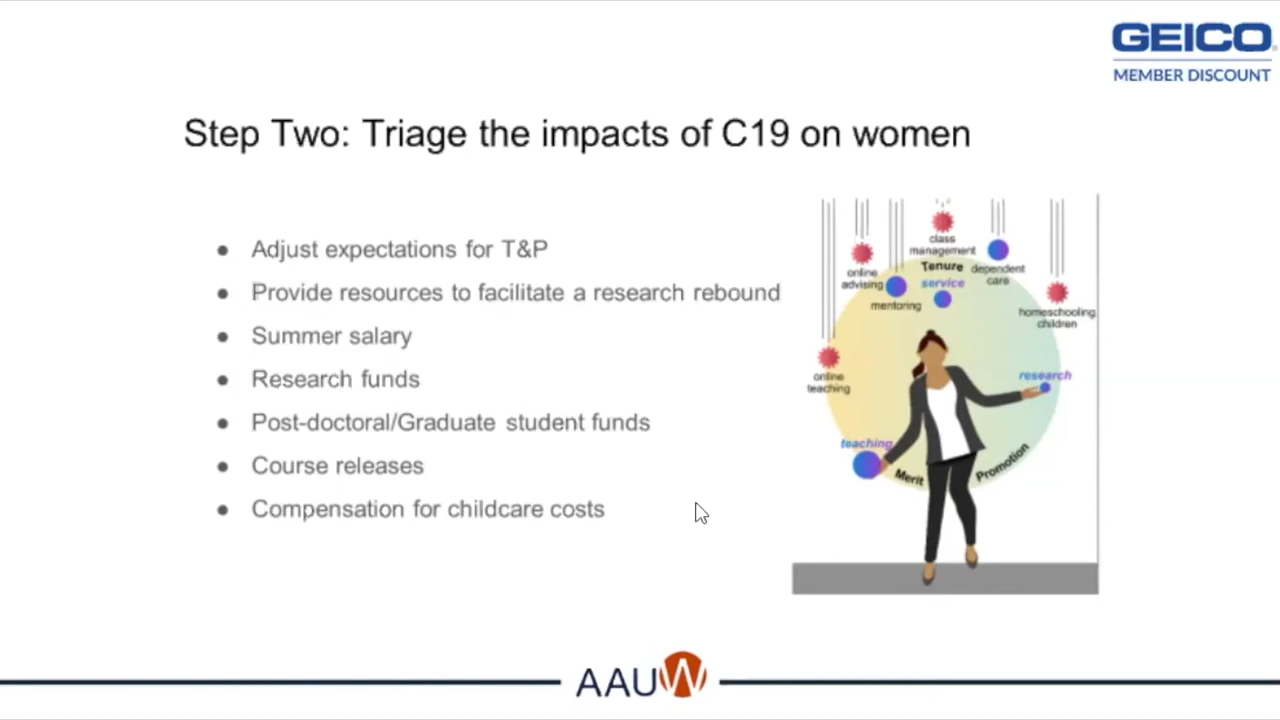 GEICO
MEMBER DISCOUNT
Step Two: Triage the impacts of C19 on women
● Adjust expectations for T&P
● Provide resources to facilitate a research rebound
● Summer salary
● Research funds
● Post-doctoral/Graduate student funds
● Course releases
● Compensation for childcare costs
class
management
Tenure
online
advising
service
dependent
care
mentoring
homeschooling
children
online
teaching
research
teaching
Merit
Promotion
AAUW